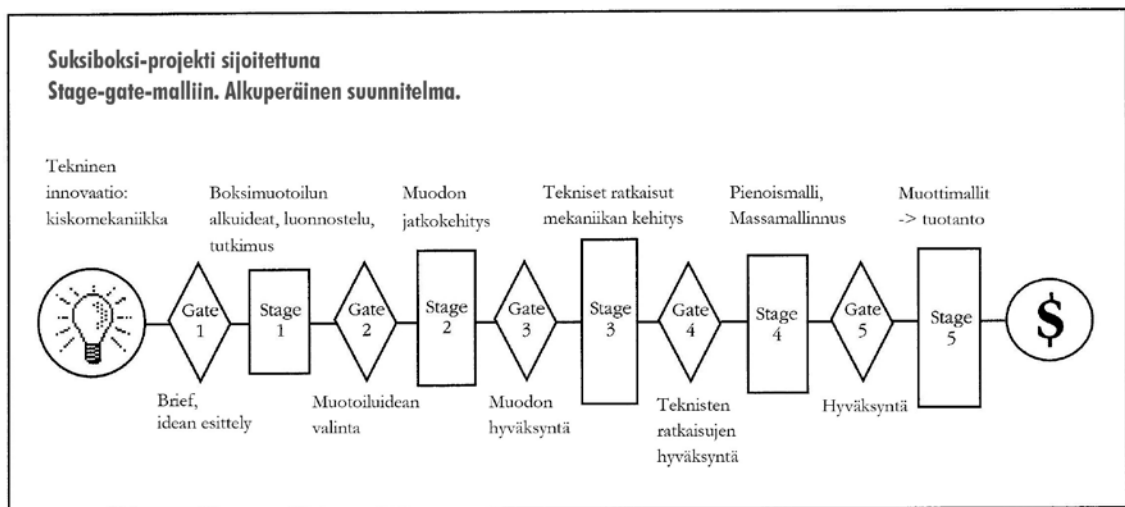 Suksiboksi-projekti sijoitettuna
Stage-gate-malliin. Alkuperäinen suunnitelma.
Tekninen
innovaatio:
kiskomekaniikka
Boksimuotoilun
alkuideat, luonnostelu,
tutkimus
Muodon
jatkokehitys
Tekniset ratkaisut
mekaniikan kehitys
Pienoismalli,
Massamallinnus
Muottimallit
-> tuotanto
Gate
1
Stage
1
Gate
2
Stage
2
Gate
3
Stage
3
Gate
4
Stage
4
Gate
5
Stage
5
$
Brief,
idean esittely
Muotoiluidean
valinta
Muodon
hyväksyntä
Teknisten
ratkaisujen
hyväksyntä
Hyväksyntä